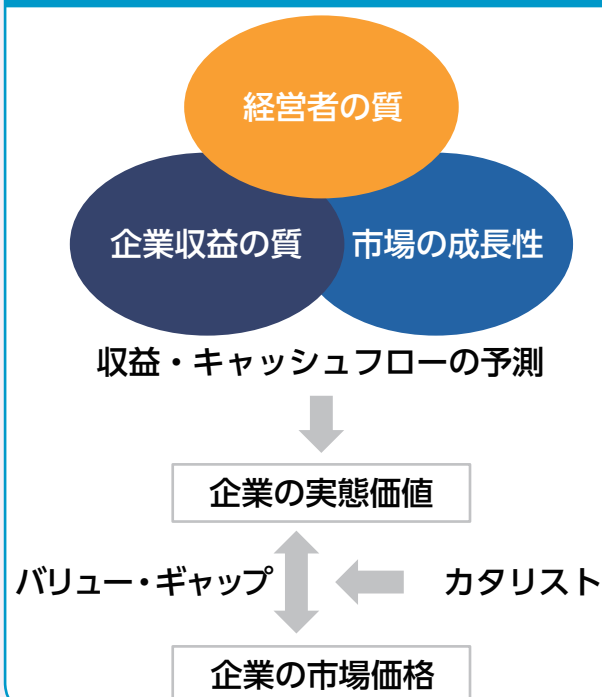 経営者の質
企業収益の質
市場の成長性
収益・キャッシュフローの予測
企業の実態価値
バリュー・ギャップ
カタリスト
企業の市場価格